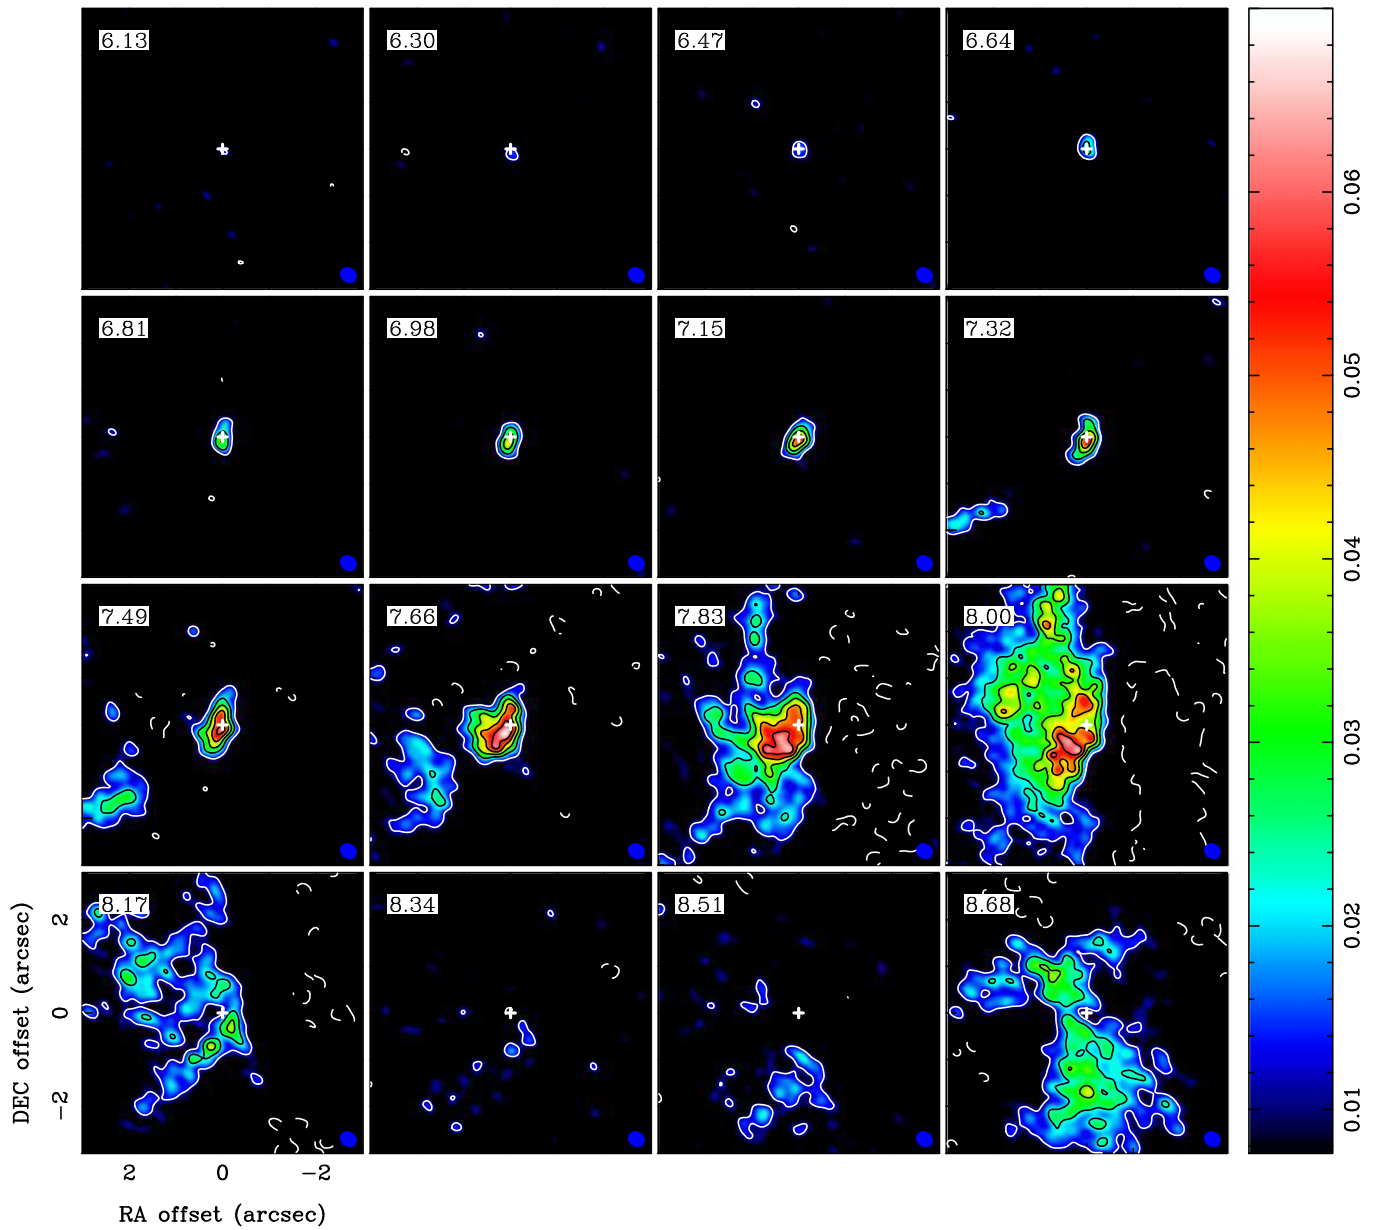 6.13 6.30 6.47 6.64
6.81 6.98 7.15 7.32
7.49 7.66 7.83 8.00
8.17 8.34 8.51 8.68
2
0
−2
DEC offset (arcsec)
2 0 −2
RA offset (arcsec)
0.06
0.05
0.04
0.03
0.02
0.01